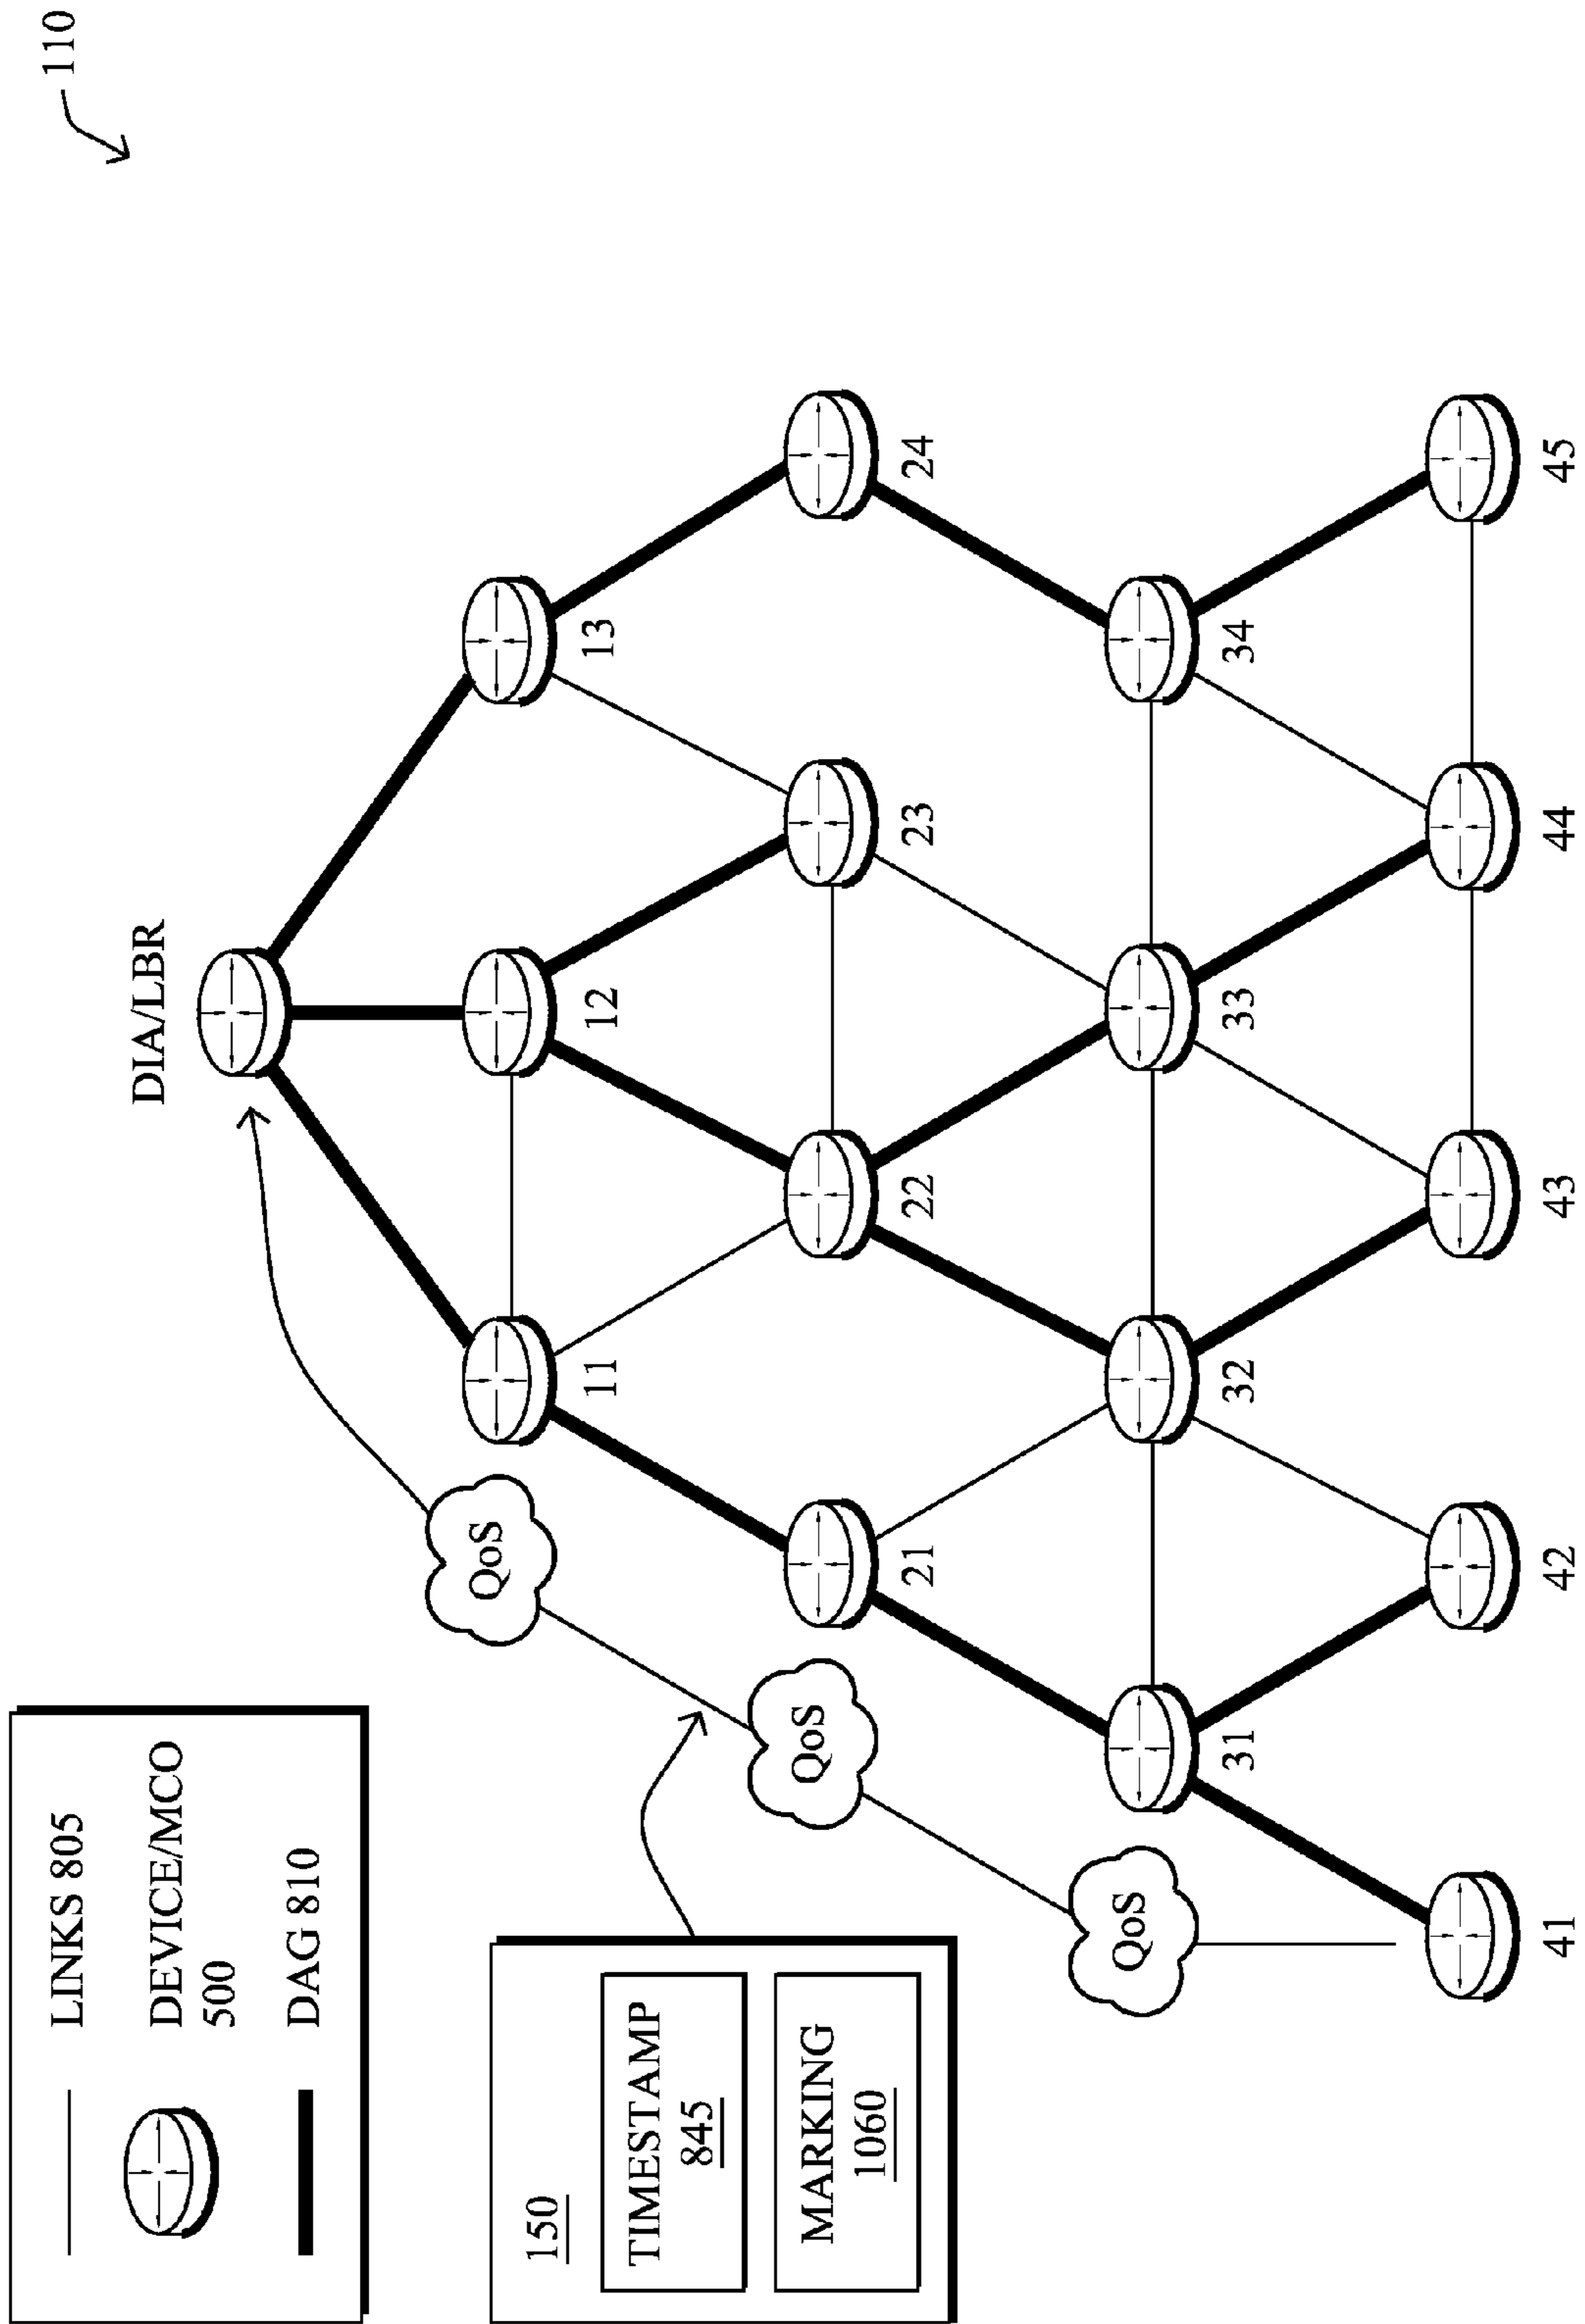 110
LINKS 805
DEVICE/MCO
500
DAG 810
DIA/LBR
150
TIMESTAMP
845
MARKING
1060
QoS
QoS
QoS
11
12
13
21
22
23
24
31
32
33
34
41
42
43
44
45